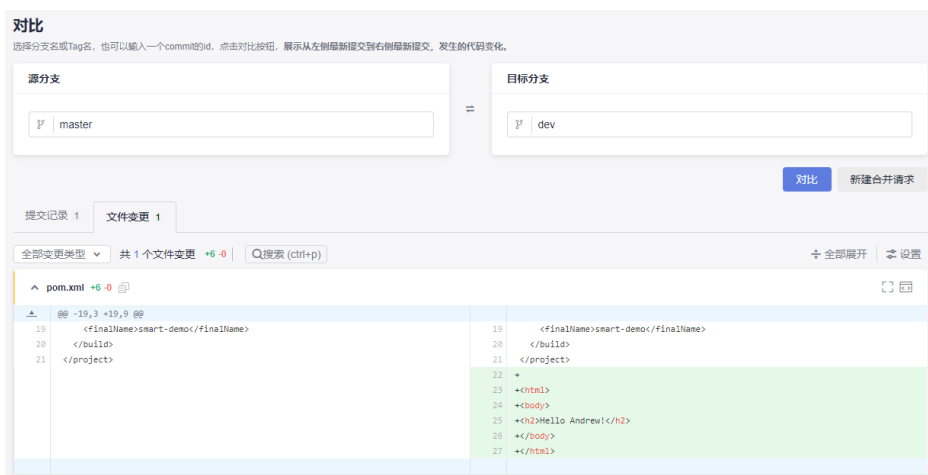 对比
选择分支名或Tag名，也可以输入一个commit的id，点击对比按钮，展示从左侧最新提交到右侧最新提交，发生的代码变化。
源分支
目标分支
master
dev
对比 新建合并请求
提交记录 1 文件变更 1
全部变更类型 共 1 个文件变更 +6 -0 搜索 (ctrl+p) 全部展开 设置
pom.xml +6 -0
@@ -19,3 +19,9 @@
19 <finalName>smart-demo</finalName> 19 <finalName>smart-demo</finalName>
20 </build> 20 </build>
21 </project> 21 </project>
22 +
23 +<html>
24 +<body>
25 +<h2>Hello Andrew!</h2>
26 +</body>
27 +</html>